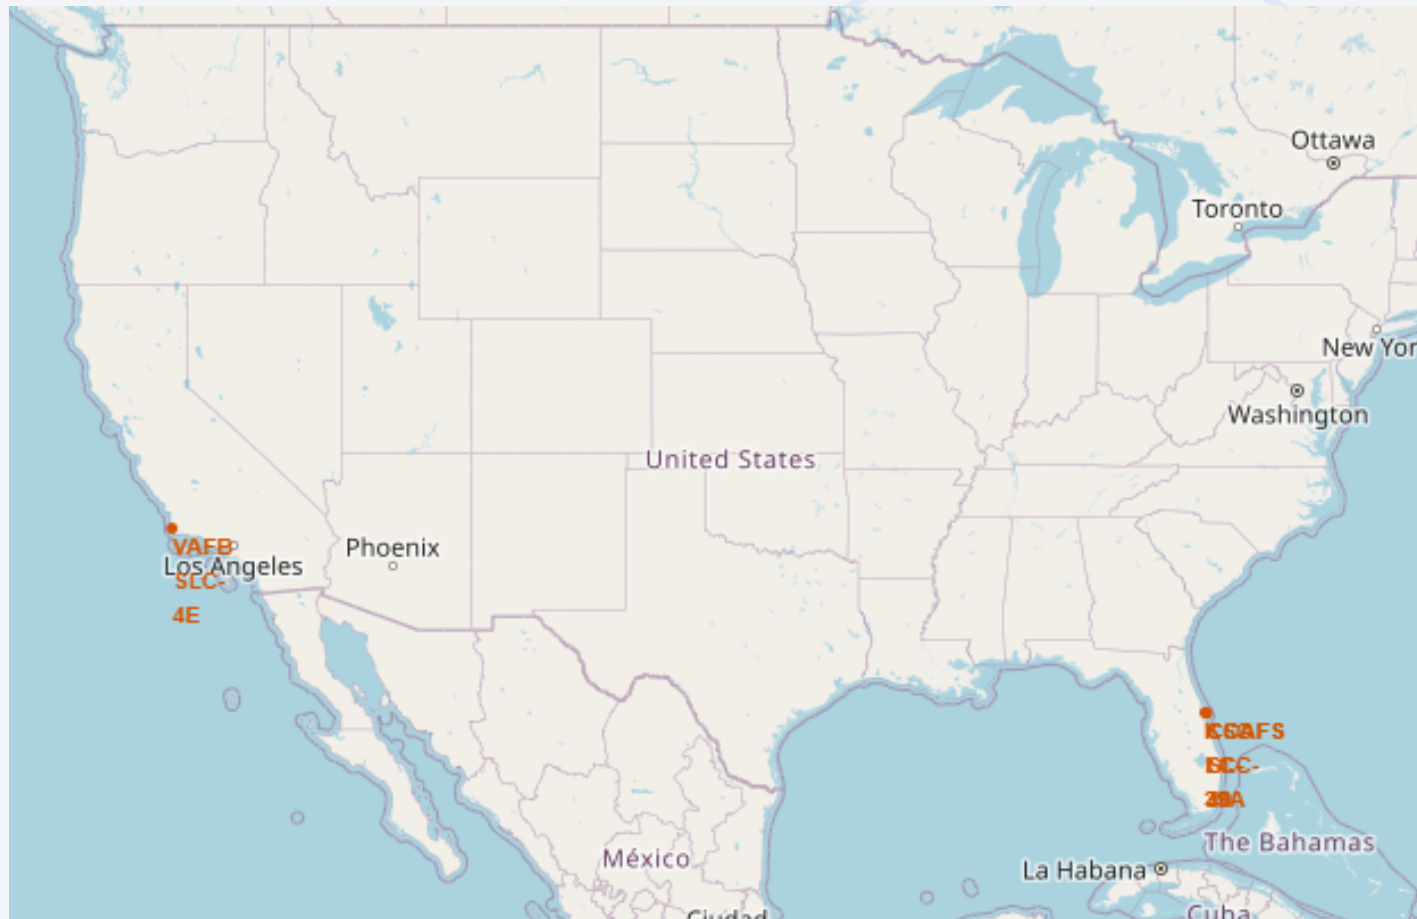 Ottawa
Toronto
New Yor
Washington
United States
VAFB
Los Angeles
SLC-
4E
Phoenix
México
The Bahamas
La Habana
Cuba
Ciudad